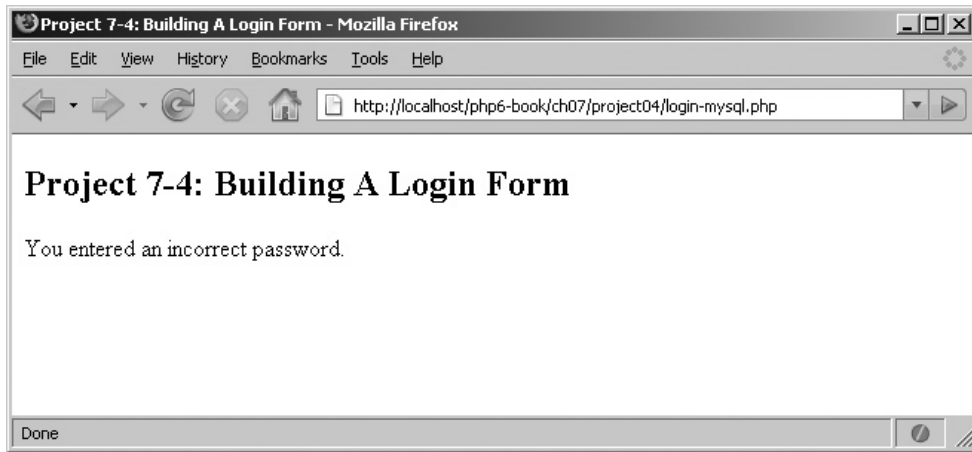 Project 7-4: Building A Login Form - Mozilla Firefox
File Edit View History Bookmarks Tools Help
http://localhost/php6-book/ch07/project04/login-mysql.php
Project 7-4: Building A Login Form
You entered an incorrect password.
Done